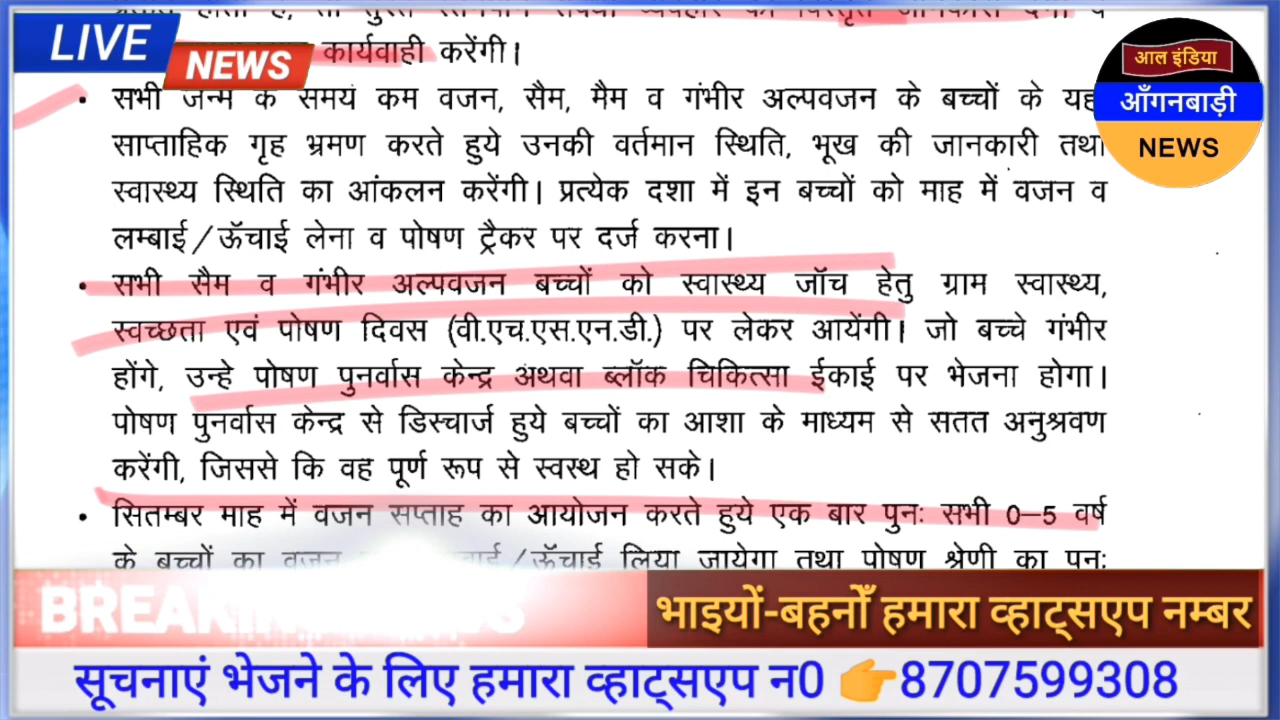 LIVE
NEWS
कार्यवाही करेंगी।
आल इंडिया
आँगनबाड़ी
NEWS
• सभी जन्म के समय कम वजन, सैम, मैम व गंभीर अल्पवजन के बच्चों के
साप्ताहिक गृह भ्रमण करते हुये उनकी वर्तमान स्थिति, भूख की जानकारी तथा
स्वास्थ्य स्थिति का आंकलन करेंगी। प्रत्येक दशा में इन बच्चों को माह में वजन व
लम्बाई/ऊॅचाई लेना व पोषण ट्रैकर पर दर्ज करना।
• सभी सैम व गंभीर अल्पवजन बच्चों को स्वास्थ्य जॉच हेतु ग्राम स्वास्थ्य,
स्वच्छता एवं पोषण दिवस (वी.एच.एस.एन.डी.) पर लेकर आयेंगी। जो बच्चे गंभीर
होंगे, उन्हे पोषण पुनर्वास केन्द्र अथवा ब्लॉक चिकित्सा ईकाई पर भेजना होगा।
पोषण पुनर्वास केन्द्र से डिस्चार्ज हुये बच्चों का आशा के माध्यम से सतत अनुश्रवण
करेंगी, जिससे कि वह पूर्ण रूप से स्वस्थ हो सके।
• सितम्बर माह में वजन सप्ताह का आयोजन करते हुये एक बार पुनः सभी 0–5 वर्ष
के बच्चों का वजन /ऊॅचाई लिया जायेगा तथा पोषण श्रेणी का पुनः
BREAKING NEWS
भाइयों-बहनोँ हमारा व्हाट्सएप नम्बर
सूचनाएं भेजने के लिए हमारा व्हाट्सएप न0 👉8707599308